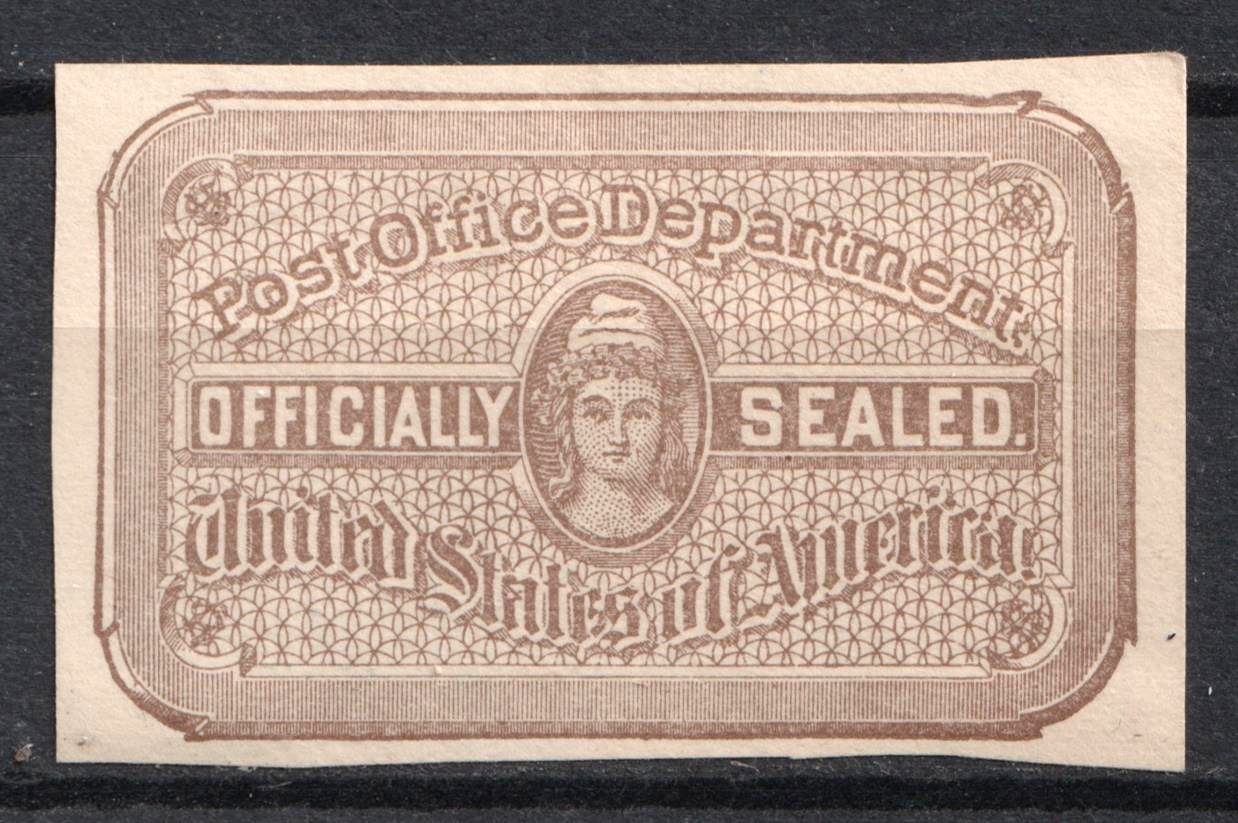 Post Office Department.
OFFICIALLY SEALED.
United States of America.